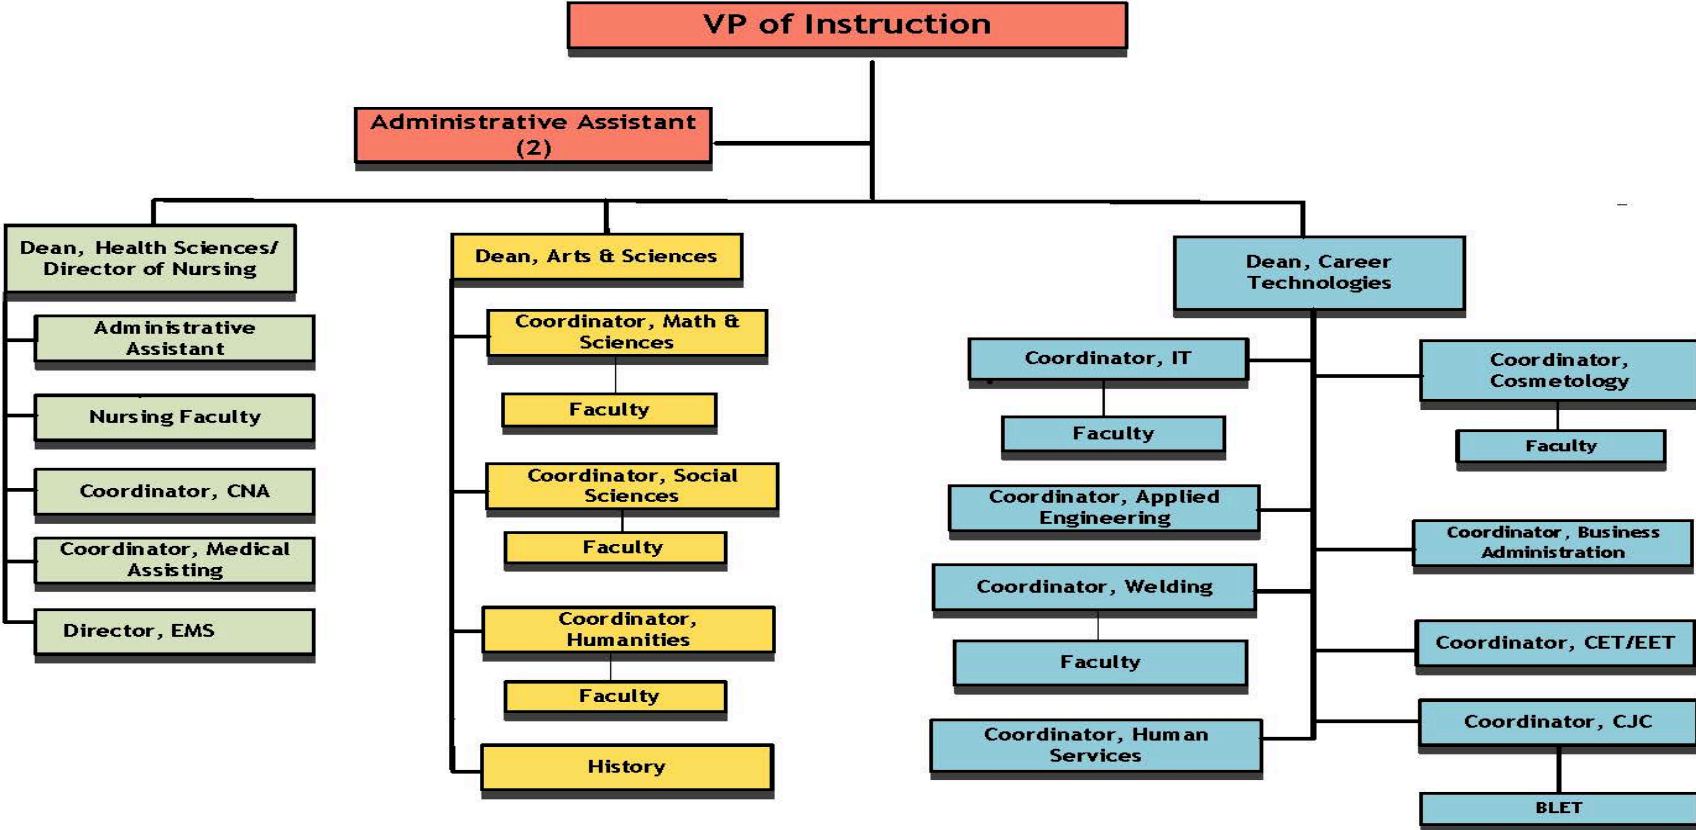 VP of Instruction
Administrative Assistant
(2)
Dean, Health Sciences/
Director of Nursing
Administrative
Assistant
Nursing Faculty
Coordinator, CNA
Coordinator, Medical
Assisting
Director, EMS
Dean, Arts & Sciences
Coordinator, Math &
Sciences
Faculty
Coordinator, Social
Sciences
Faculty
Coordinator,
Humanities
Faculty
History
Dean, Career
Technologies
Coordinator, IT
Faculty
Coordinator, Applied
Engineering
Coordinator, Welding
Faculty
Coordinator, Human
Services
Coordinator,
Cosmetology
Faculty
Coordinator, Business
Administration
Coordinator, CET/EET
Coordinator, CJC
BLET